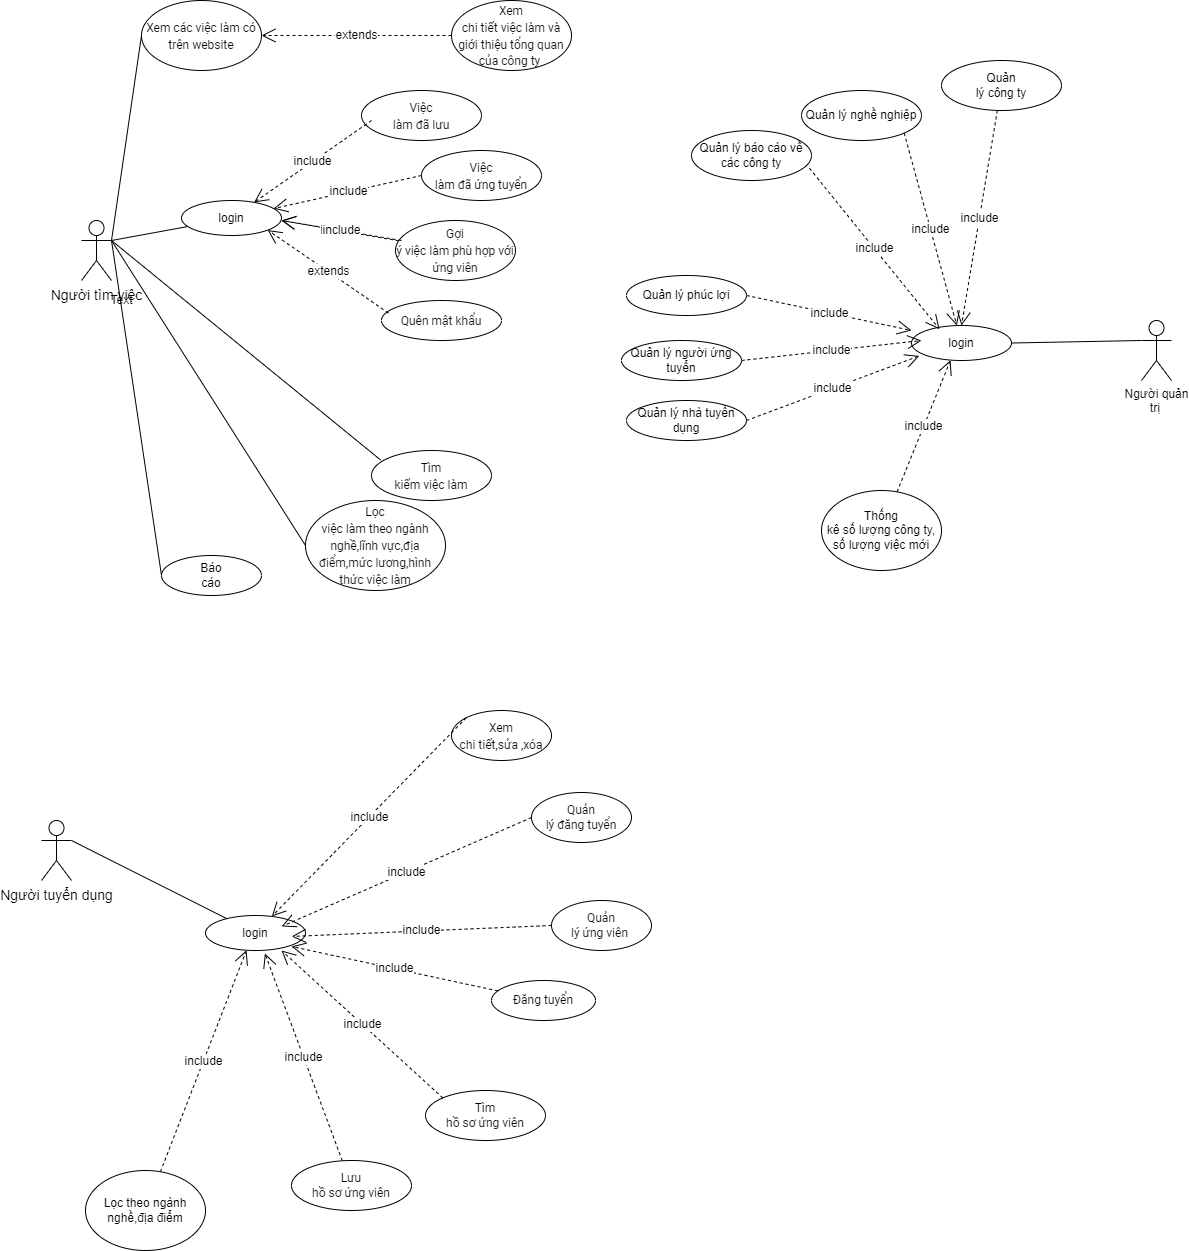 Xem các việc làm có
trên website
extends
Xem
chi tiết việc làm và
giới thiệu tổng quan
của công ty
Việc
làm đã lưu
include
Việc
làm đã ứng tuyển
include
login
Gợi
ý việc làm phù hợp với
ứng viên
include
extends
Quên mật khẩu
Người tìm việc
Text
Tìm
kiếm việc làm
Lọc
việc làm theo ngành
nghề,lĩnh vực,địa
điểm,mức lương,hình
thức việc làm
Báo
cáo
Quản
lý công ty
Quản lý nghề nghiệp
Quản lý báo cáo về
các công ty
include
include
include
Quản lý phúc lợi
include
Quản lý người ứng
tuyển
include
login
Quản lý nhà tuyển
dụng
include
Người quản
trị
include
Thống
kê số lượng công ty,
số lượng việc mới
Xem
chi tiết,sửa ,xóa
include
Quản
lý đăng tuyển
include
Người tuyển dụng
login
Quản
lý ứng viên
include
Đăng tuyển
include
include
Tìm
hồ sơ ứng viên
include
Lưu
hồ sơ ứng viên
include
Lọc theo ngành
nghề,địa điểm